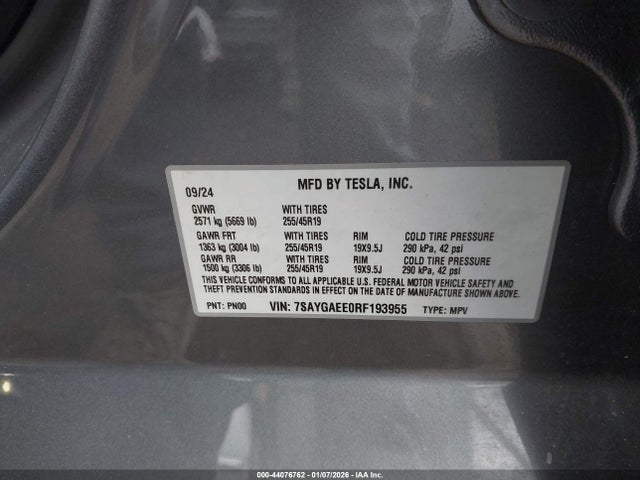 MFD BY TESLA, INC.
09/24
GVWR WITH TIRES
2571 kg (5669 lb) 255/45R19
GAWR FRT WITH TIRES RIM COLD TIRE PRESSURE
1363 kg (3004 lb) 255/45R19 19X9.5J 290 kPa, 42 psi
GAWR RR WITH TIRES RIM COLD TIRE PRESSURE
1500 kg (3306 lb) 255/45R19 19X9.5J 290 kPa, 42 psi
THIS VEHICLE CONFORMS TO ALL APPLICABLE U.S. FEDERAL MOTOR VEHICLE SAFETY AND
THEFT PREVENTION STANDARDS IN EFFECT ON THE DATE OF MANUFACTURE SHOWN ABOVE.
PNT: PN00 VIN: 7SAYGAEE0RF193955 TYPE: MPV
000-44076762 - 01/07/2026 - IAA Inc.